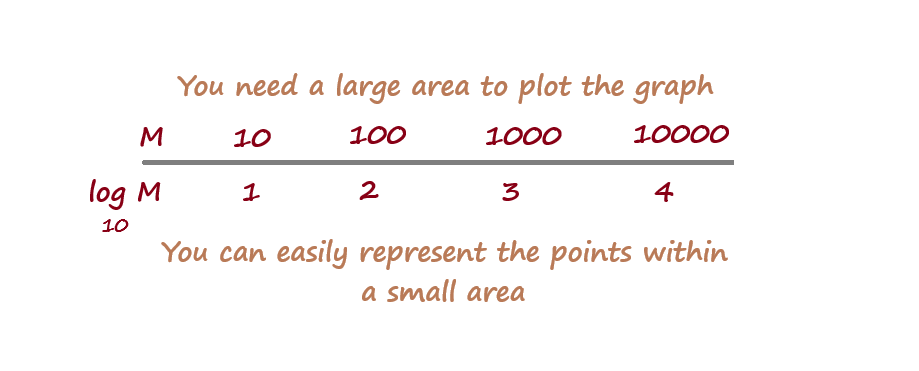 You need a large area to plot the graph
M 10 100 1000 10000
log M 1 2 3 4
10
You can easily represent the points within
a small area